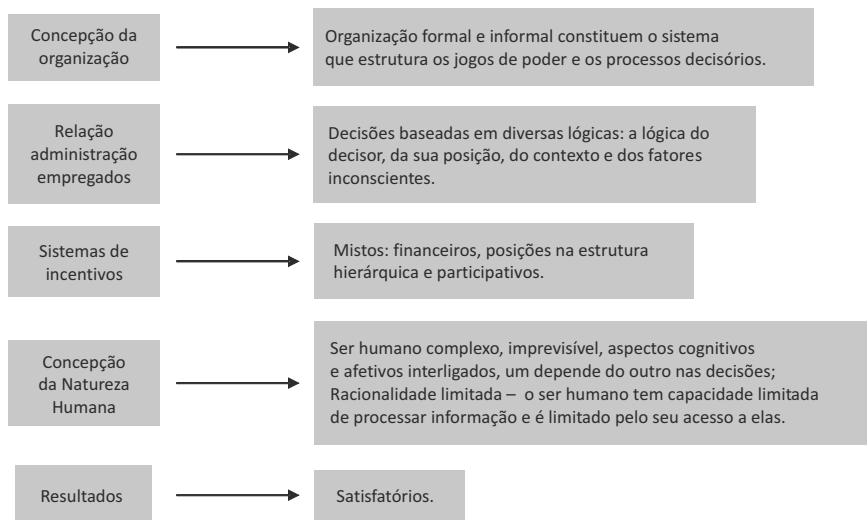 Concepção da
organização
Organização formal e informal constituem o sistema
que estrutura os jogos de poder e os processos decisórios.
Relação
administração
empregados
Decisões baseadas em diversas lógicas: a lógica do
decisor, da sua posição, do contexto e dos fatores
inconscientes.
Sistemas de
incentivos
Mistos: financeiros, posições na estrutura
hierárquica e participativos.
Concepção
da Natureza
Humana
Ser humano complexo, imprevisível, aspectos cognitivos
e afetivos interligados, um depende do outro nas decisões;
Racionalidade limitada – o ser humano tem capacidade limitada
de processar informação e é limitado pelo seu acesso a elas.
Resultados
Satisfatórios.